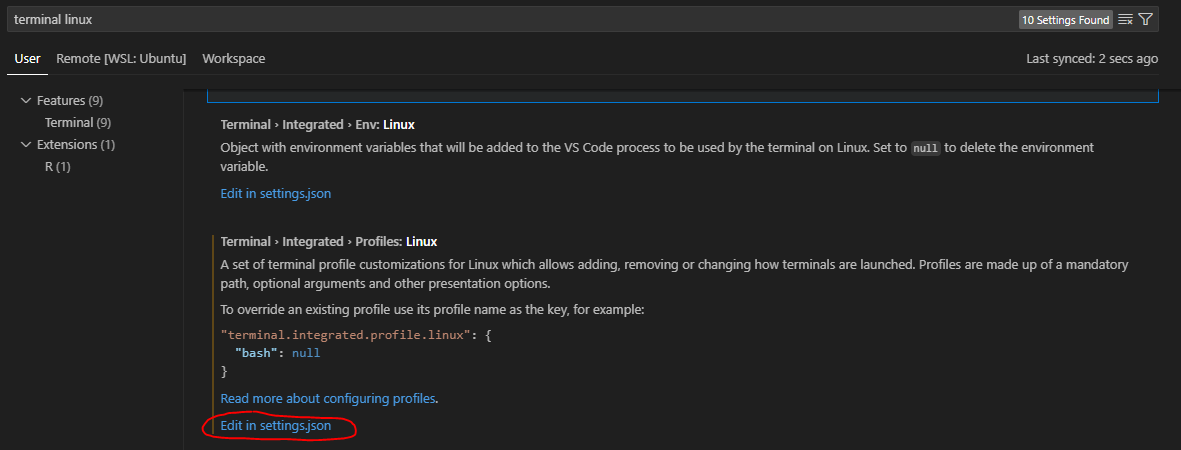 terminal linux
10 Settings Found
User Remote [WSL: Ubuntu] Workspace
Last synced: 2 secs ago
Features (9)
Terminal (9)
Extensions (1)
R (1)
Terminal › Integrated › Env: Linux
Object with environment variables that will be added to the VS Code process to be used by the terminal on Linux. Set to null to delete the environment
variable.
Edit in settings.json
Terminal › Integrated › Profiles: Linux
A set of terminal profile customizations for Linux which allows adding, removing or changing how terminals are launched. Profiles are made up of a mandatory
path, optional arguments and other presentation options.
To override an existing profile use its profile name as the key, for example:
"terminal.integrated.profile.linux": {
"bash": null
}
Read more about configuring profiles.
Edit in settings.json